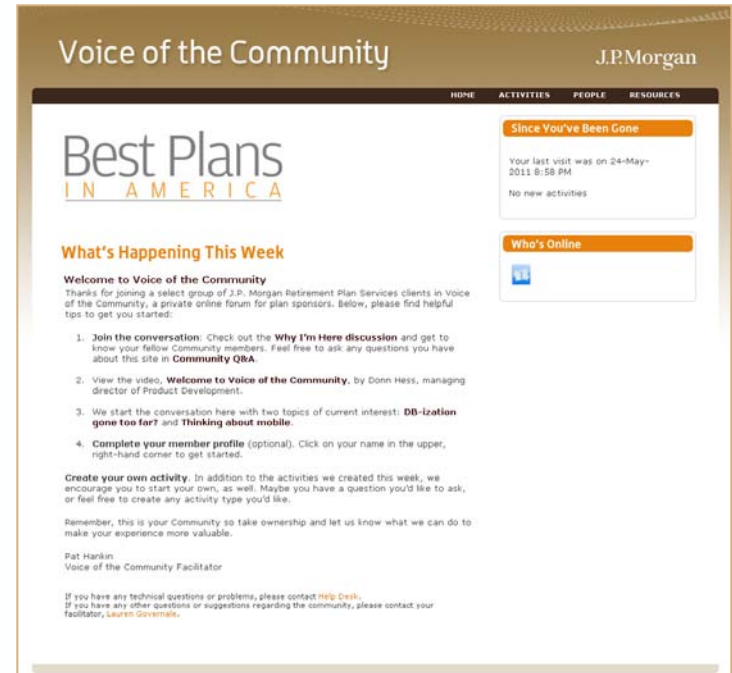 Voice of the Community
J.P.Morgan
HOME ACTIVITIES PEOPLE RESOURCES
Best Plans
IN AMERICA
What's Happening This Week
Welcome to Voice of the Community
Thanks for joining a select group of J.P. Morgan Retirement Plan Services clients in Voice
of the Community, a private online forum for plan sponsors. Below, please find helpful
tips to get you started:
1. Join the conversation: Check out the Why I'm Here discussion and get to
know your fellow Community members. Feel free to ask any questions you have
about this site in Community Q&A.
2. View the video, Welcome to Voice of the Community, by Donn Hess, managing
director of Product Development.
3. We start the conversation here with two topics of current interest: DB-ization
gone too far? and Thinking about mobile.
4. Complete your member profile (optional). Click on your name in the upper,
right-hand corner to get started.
Create your own activity. In addition to the activities we created this week, we
encourage you to start your own, as well. Maybe you have a question you'd like to ask,
or feel free to create any activity type you'd like.
Remember, this is your Community so take ownership and let us know what we can do to
make your experience more valuable.
Pat Hankin
Voice of the Community Facilitator
If you have any technical questions or problems, please contact Help Desk.
If you have any other questions or suggestions regarding the community, please contact your
facilitator, Lauren Governale.
Since You've Been Gone
Your last visit was on 24-May-
2011 8:58 PM
No new activities
Who's Online